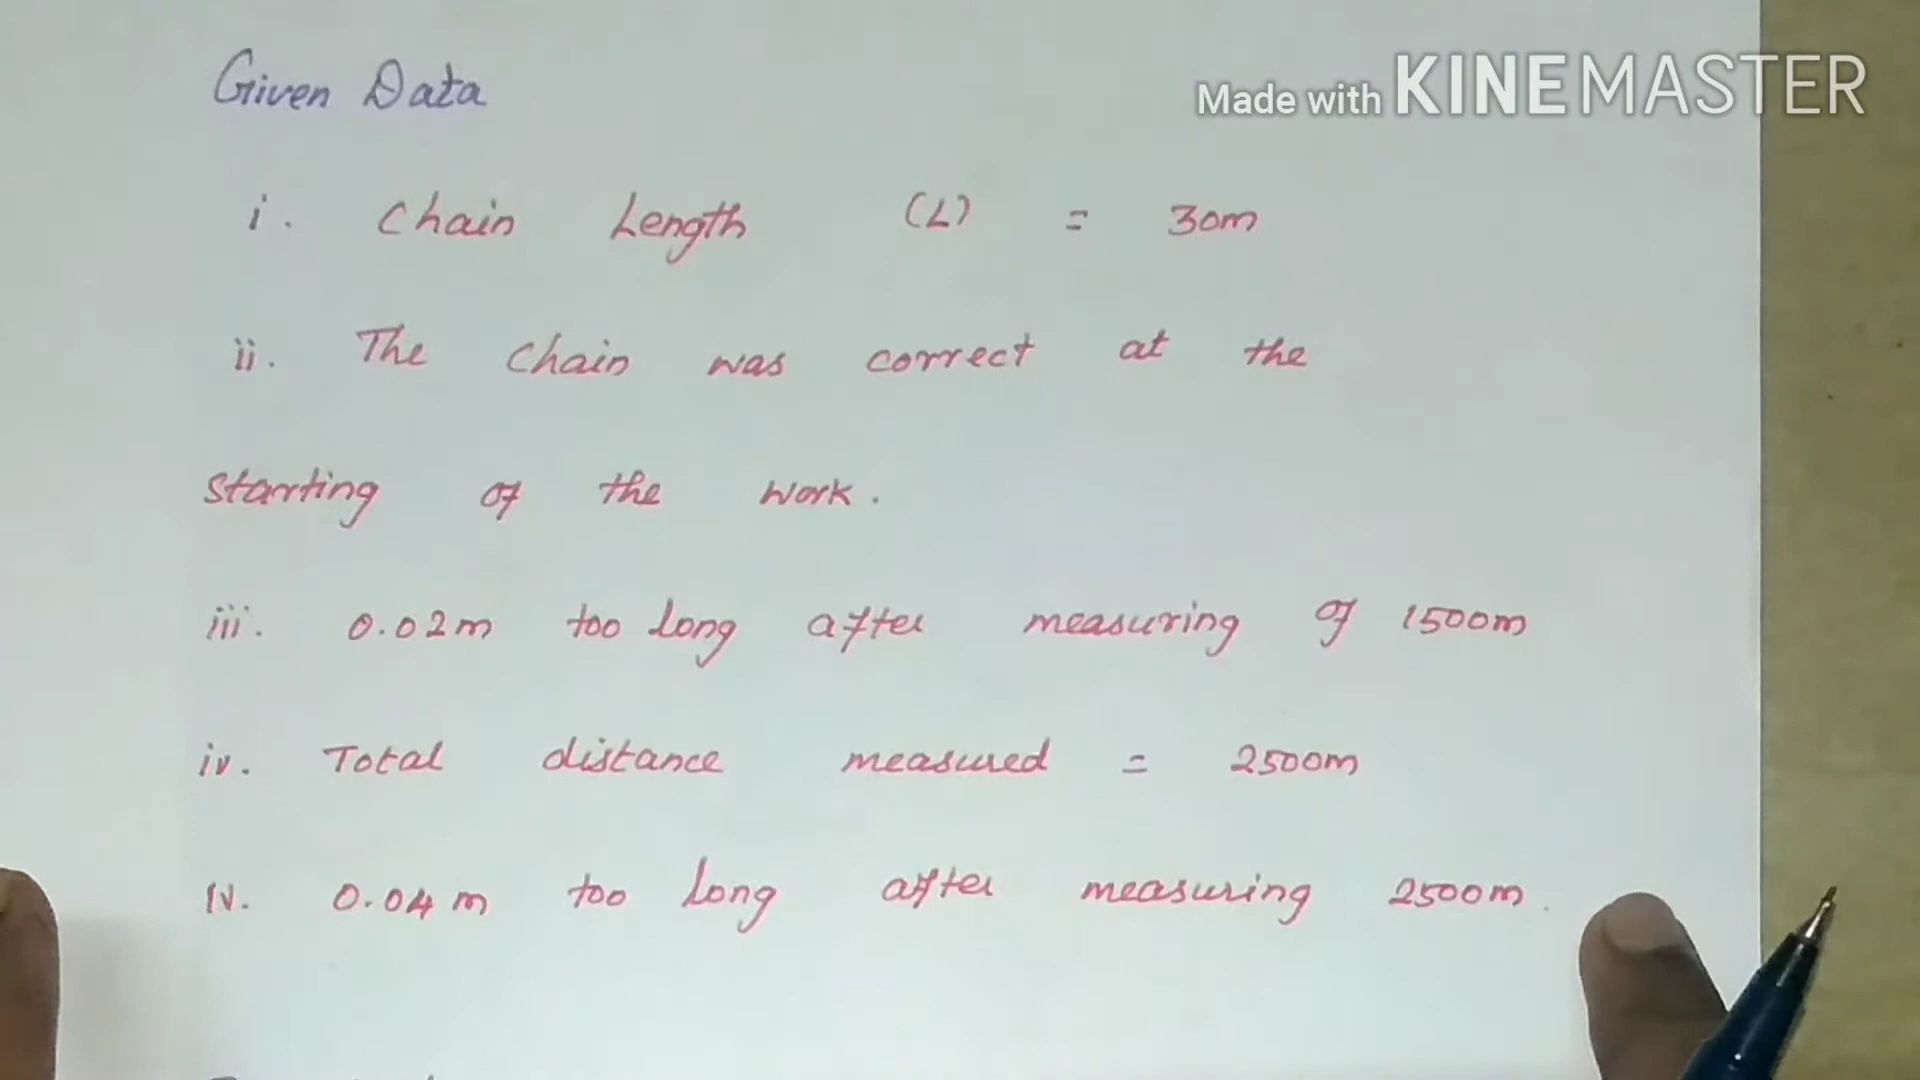 Given Data
Made with KINEMASTER
i. Chain Length (L) = 30m
ii. The chain was correct at the
starting of the work.
iii. 0.02m too long after measuring of 1500m
iv. Total distance measured = 2500m
IV. 0.04m too long after measuring 2500m.